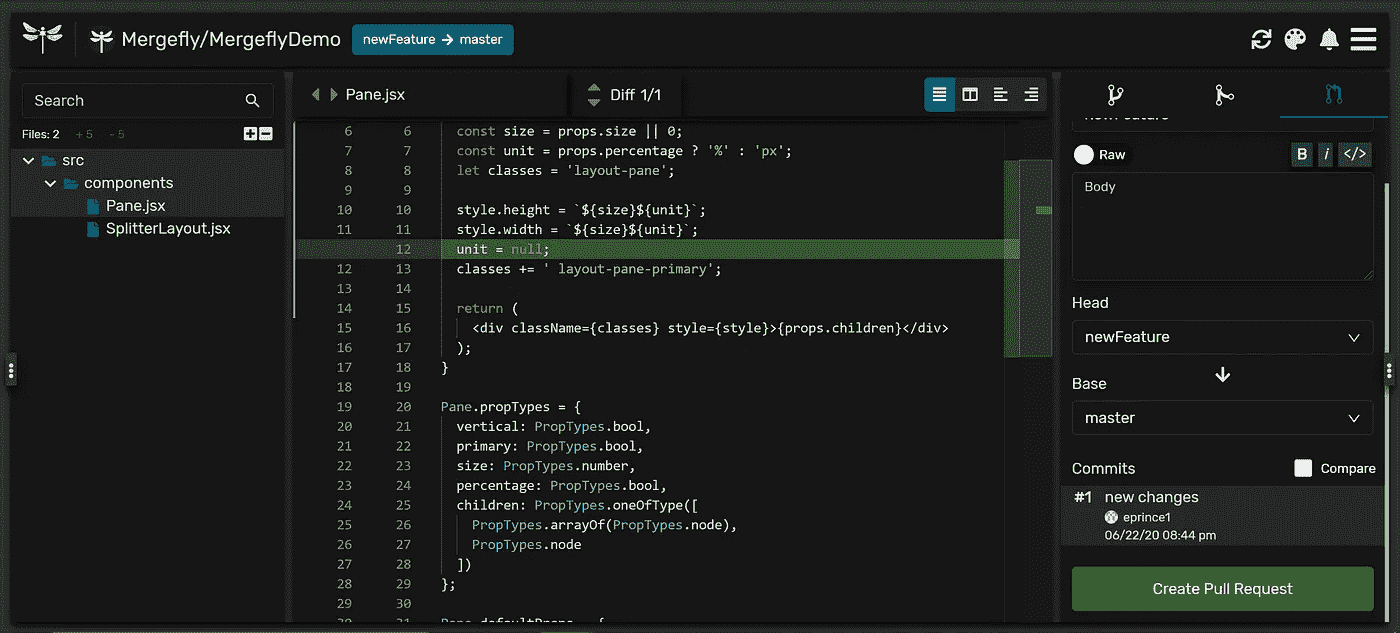 Mergefly/MergeflyDemo
newFeature → master
Search
Files: 2 + 5 - 5
src
components
Pane.jsx
SplitterLayout.jsx
Pane.jsx
Diff 1/1
6 6 const size = props.size || 0;
7 7 const unit = props.percentage ? '%' : 'px';
8 8 let classes = 'layout-pane';
9 9
10 10 style.height = `${size}${unit}`;
11 11 style.width = `${size}${unit}`;
12 unit = null;
12 13 classes += ' layout-pane-primary';
13 14
14 15 return (
15 16 <div className={classes} style={style}>{props.children}</div>
16 17 );
17 18 }
18 19
19 20 Pane.propTypes = {
20 21 vertical: PropTypes.bool,
21 22 primary: PropTypes.bool,
22 23 size: PropTypes.number,
23 24 percentage: PropTypes.bool,
24 25 children: PropTypes.oneOfType([
25 26 PropTypes.arrayOf(PropTypes.node),
26 27 PropTypes.node
27 28 ])
28 29 };
29 30
30 31 Pane.defaultProps = {
newFeature
Raw
B i </>
Body
Head
newFeature
Base
master
Commits
Compare
#1 new changes
eprince1
06/22/20 08:44 pm
Create Pull Request